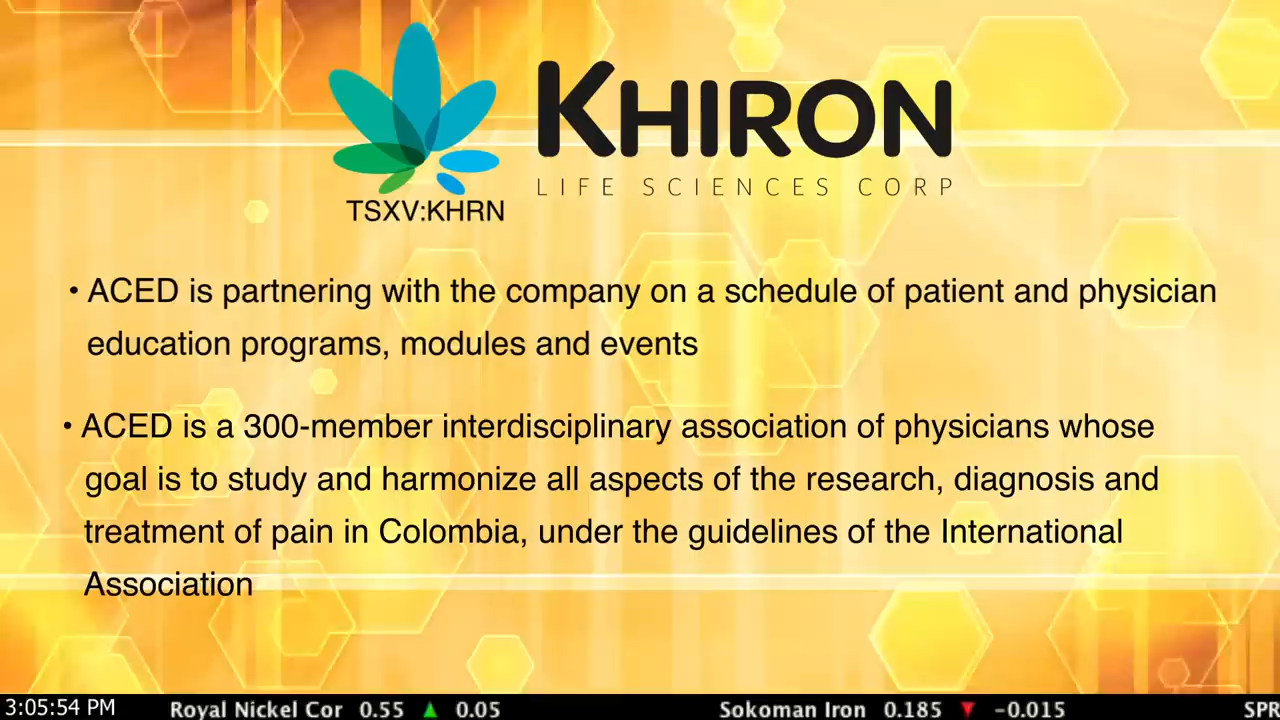 KHIRON
LIFE SCIENCES CORP
TSXV:KHRN
• ACED is partnering with the company on a schedule of patient and physician
education programs, modules and events
• ACED is a 300-member interdisciplinary association of physicians whose
goal is to study and harmonize all aspects of the research, diagnosis and
treatment of pain in Colombia, under the guidelines of the International
Association
3:05:54 PM Royal Nickel Cor 0.55 ▲ 0.05 Sokoman Iron 0.185 ▼ -0.015 SPR